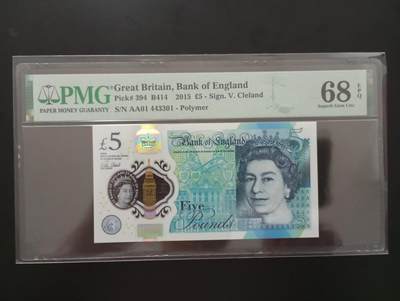 PMG
PAPER MONEY GUARANTY
Great Britain, Bank of England
Pick# 394 B414 2015 £5 - Sign. V. Cleland
S/N AA01 443301 - Polymer
68 EPQ
Superb Gem Unc
£5
Bank of England
Five
Pounds